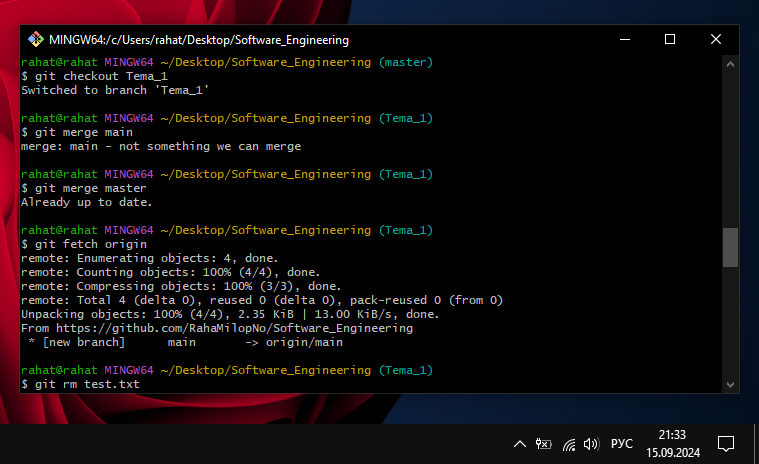 MINGW64:/c/Users/rahat/Desktop/Software_Engineering
rahat@rahat MINGW64 ~/Desktop/Software_Engineering (master)
$ git checkout Tema_1
Switched to branch 'Tema_1'
rahat@rahat MINGW64 ~/Desktop/Software_Engineering (Tema_1)
$ git merge main
merge: main - not something we can merge
rahat@rahat MINGW64 ~/Desktop/Software_Engineering (Tema_1)
$ git merge master
Already up to date.
rahat@rahat MINGW64 ~/Desktop/Software_Engineering (Tema_1)
$ git fetch origin
remote: Enumerating objects: 4, done.
remote: Counting objects: 100% (4/4), done.
remote: Compressing objects: 100% (3/3), done.
remote: Total 4 (delta 0), reused 0 (delta 0), pack-reused 0 (from 0)
Unpacking objects: 100% (4/4), 2.35 KiB | 13.00 KiB/s, done.
From https://github.com/RahaMilopNo/Software_Engineering
 * [new branch]      main       -> origin/main
rahat@rahat MINGW64 ~/Desktop/Software_Engineering (Tema_1)
$ git rm test.txt
РУС
21:33
15.09.2024